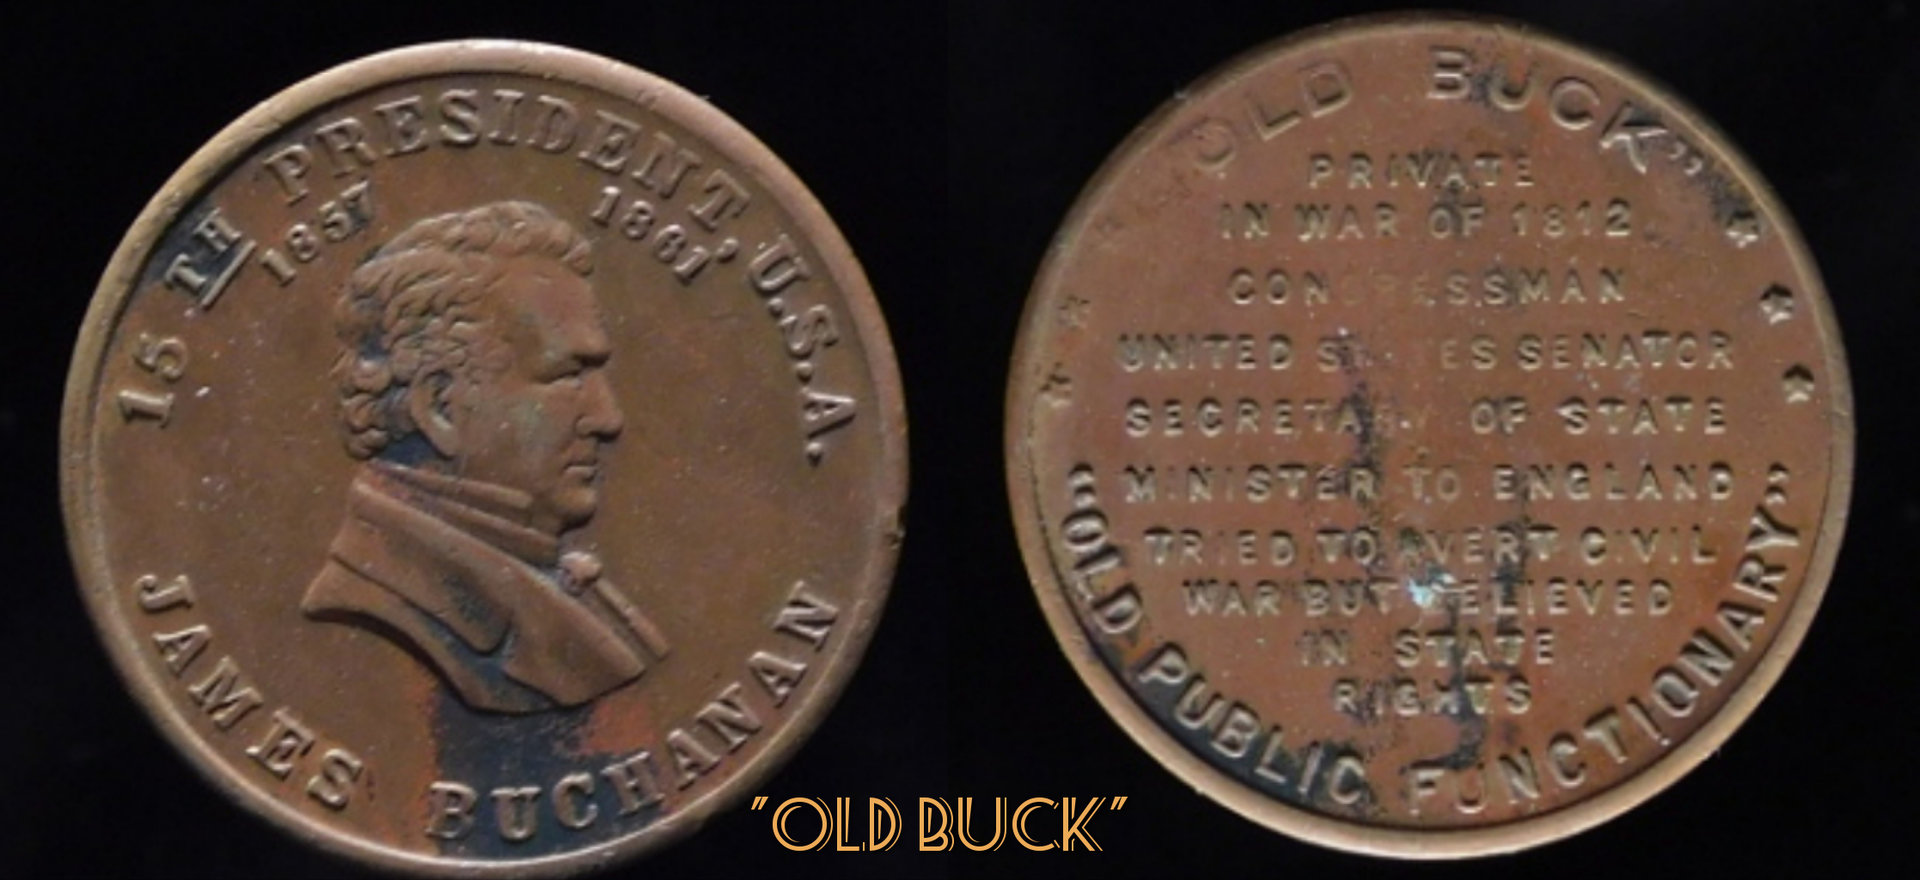 15TH PRESIDENT, U.S.A.
1857 1861
JAMES BUCHANAN
"OLD BUCK"
PRIVATE
IN WAR OF 1812
CONGRESSMAN
UNITED STATES SENATOR
SECRETARY OF STATE
MINISTER TO ENGLAND
TRIED TO AVERT CIVIL
WAR BUT BELIEVED
IN STATE
RIGHTS
"OLD PUBLIC FUNCTIONARY"
"OLD BUCK"